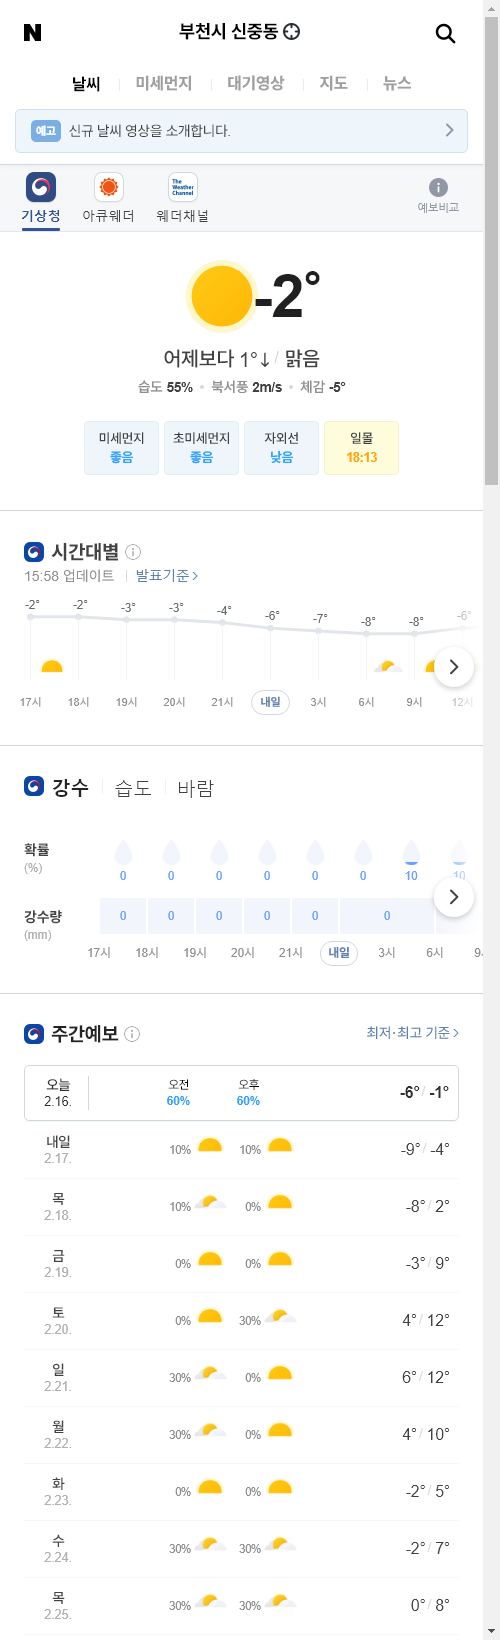 N 부천시 신중동
날씨 미세먼지 대기영상 지도 뉴스
예고 신규 날씨 영상을 소개합니다.
The Weather Channel
기상청 아큐웨더 웨더채널 예보비교
-2°
어제보다 1°↓ / 맑음
습도 55% • 북서풍 2m/s • 체감 -5°
미세먼지 초미세먼지 자외선 일몰
좋음 좋음 낮음 18:13
시간대별
15:58 업데이트 발표기준 >
-2° -2° -3° -3° -4° -6° -7° -8° -8° -6°
17시 18시 19시 20시 21시 내일 3시 6시 9시 12시
강수 습도 바람
확률
(%)
0 0 0 0 0 0 10 10
강수량
(mm)
0 0 0 0 0 0
17시 18시 19시 20시 21시 내일 3시 6시 9
주간예보 최저·최고 기준 >
오늘 오전 오후
2.16. 60% 60% -6° / -1°
내일
2.17. 10% 10% -9° / -4°
목
2.18. 10% 0% -8° / 2°
금
2.19. 0% 0% -3° / 9°
토
2.20. 0% 30% 4° / 12°
일
2.21. 30% 0% 6° / 12°
월
2.22. 30% 0% 4° / 10°
화
2.23. 0% 0% -2° / 5°
수
2.24. 30% 30% -2° / 7°
목
2.25. 30% 30% 0° / 8°